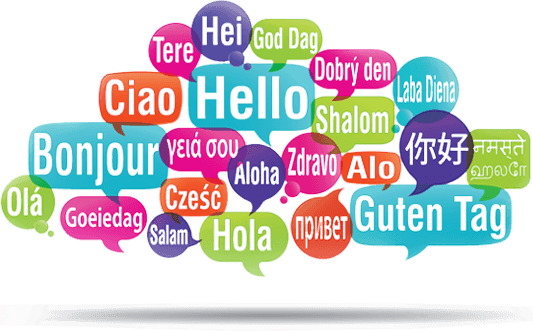 Hei
Tere
God Dag
Dobrý den
Laba Diena
Ciao
Hello
Shalom
你好
नमस्ते
Bonjour
γειά σου
Aloha
Zdravo
Alo
Olá
Goeiedag
Cześć
Salam
Hola
привет
Guten Tag